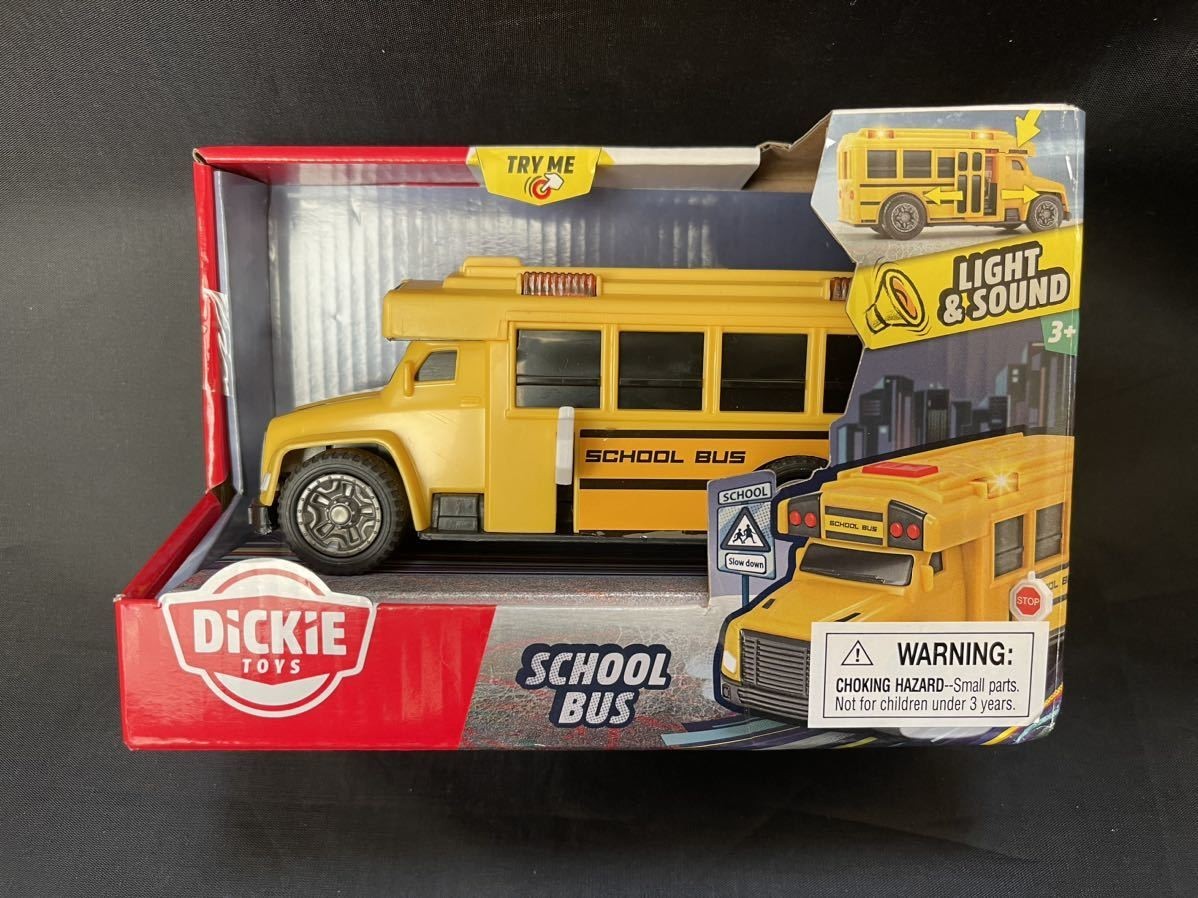 TRY ME
LIGHT
& SOUND
3+
SCHOOL BUS
SCHOOL
Slow down
SCHOOL BUS
STOP
DiCKiE
TOYS
SCHOOL
BUS
WARNING:
CHOKING HAZARD--Small parts.
Not for children under 3 years.